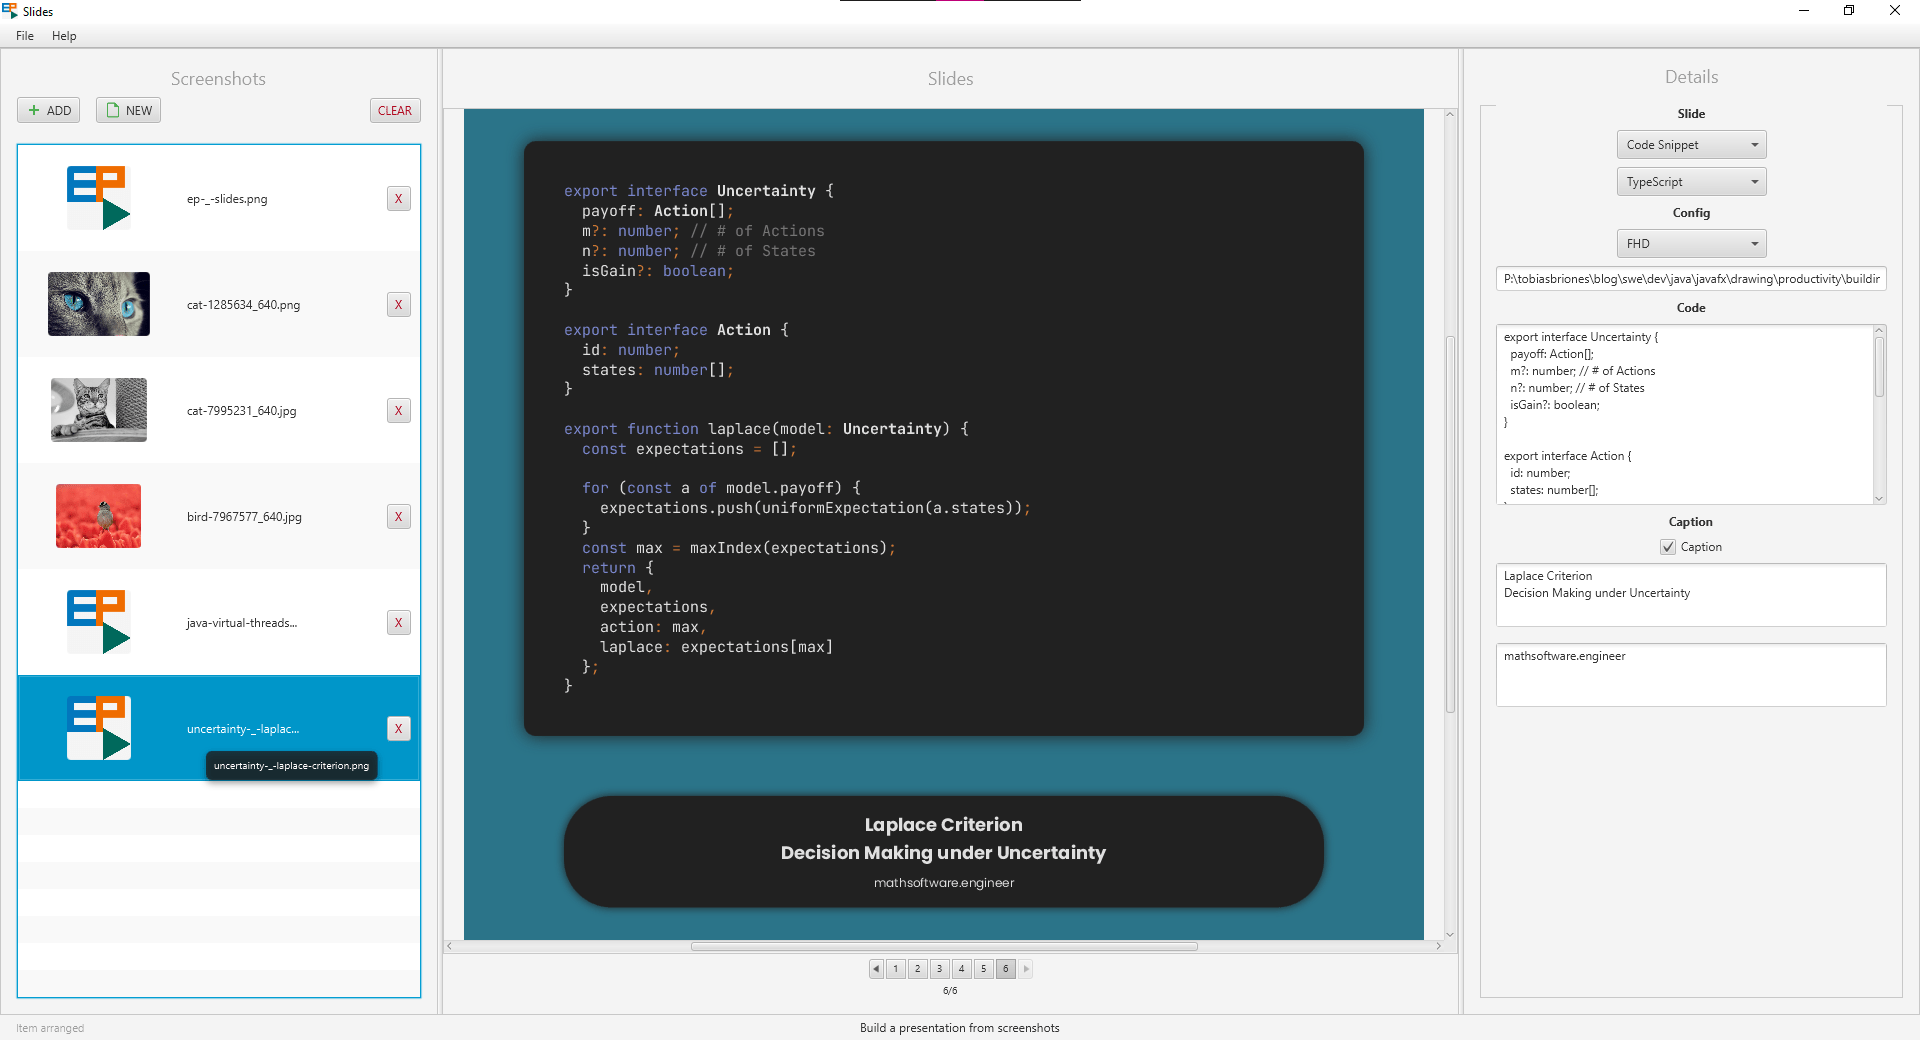 Slides
File Help
Screenshots
ADD NEW CLEAR
ep-_-slides.png X
cat-1285634_640.png X
cat-7995231_640.jpg X
bird-7967577_640.jpg X
java-virtual-threads... X
uncertainty-_-laplac... X
uncertainty-_-laplace-criterion.png
Item arranged
Slides
export interface Uncertainty {
  payoff: Action[];
  m?: number; // # of Actions
  n?: number; // # of States
  isGain?: boolean;
}
export interface Action {
  id: number;
  states: number[];
}
export function laplace(model: Uncertainty) {
  const expectations = [];
  for (const a of model.payoff) {
    expectations.push(uniformExpectation(a.states));
  }
  const max = maxIndex(expectations);
  return {
    model,
    expectations,
    action: max,
    laplace: expectations[max]
  };
}
Laplace Criterion
Decision Making under Uncertainty
mathsoftware.engineer
1 2 3 4 5 6
6/6
Build a presentation from screenshots
Details
Slide
Code Snippet
TypeScript
Config
FHD
P:\tobiasbriones\blog\swe\dev\java\javafx\drawing\productivity\buildir
Code
export interface Uncertainty {
  payoff: Action[];
  m?: number; // # of Actions
  n?: number; // # of States
  isGain?: boolean;
}
export interface Action {
  id: number;
  states: number[];
Caption
Caption
Laplace Criterion
Decision Making under Uncertainty
mathsoftware.engineer